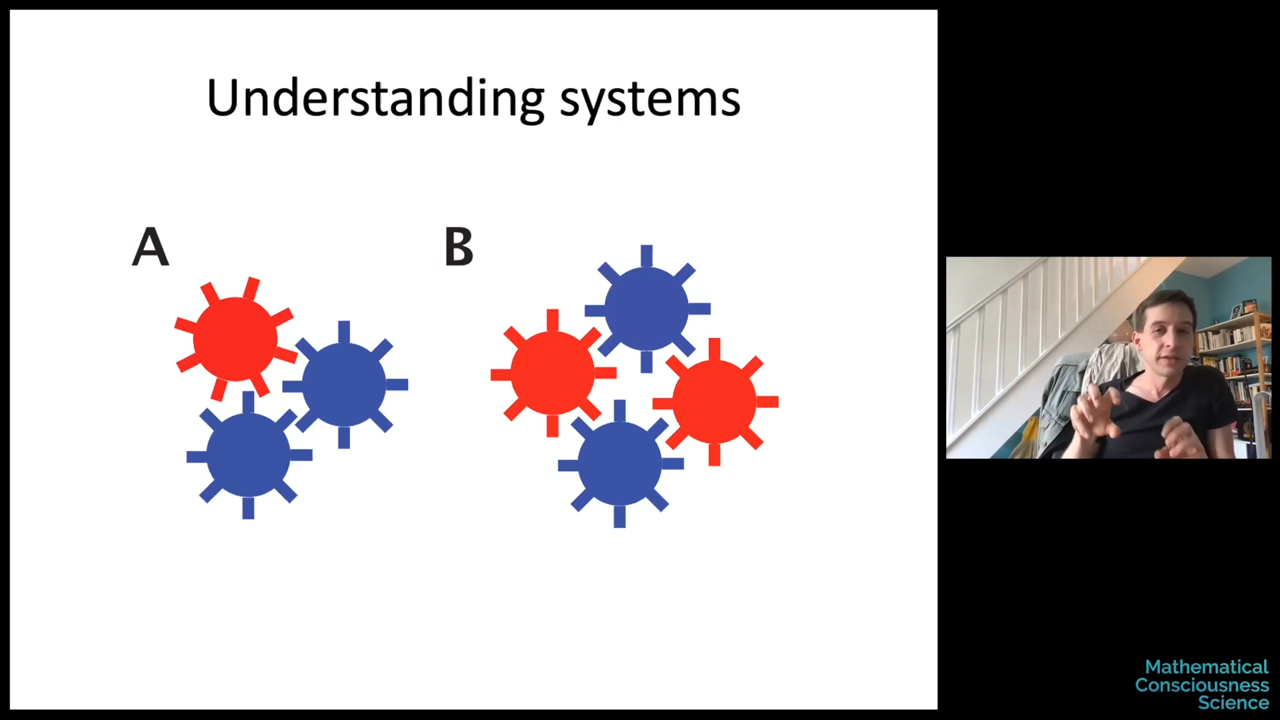 Understanding systems
A
B
Mathematical
Consciousness
Science